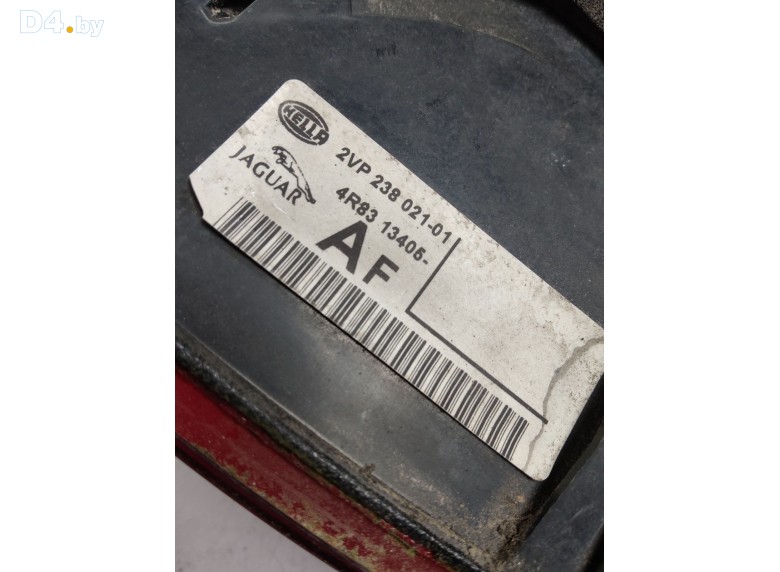 D4.by
HELLA
JAGUAR
2VP 238 021-01
4R83 13405-
AF